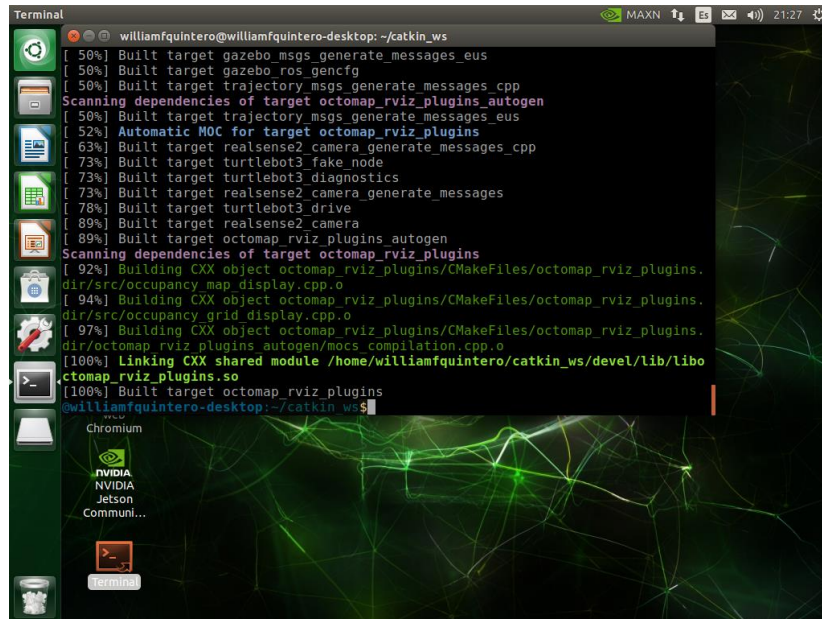 Terminal
MAXN Es 21:27
williamfquintero@williamfquintero-desktop: ~/catkin_ws
[ 50%] Built target gazebo_msgs_generate_messages_eus
[ 50%] Built target gazebo_ros_gencfg
[ 50%] Built target trajectory_msgs_generate_messages_cpp
Scanning dependencies of target octomap_rviz_plugins_autogen
[ 50%] Built target trajectory_msgs_generate_messages_eus
[ 52%] Automatic MOC for target octomap_rviz_plugins
[ 63%] Built target realsense2_camera_generate_messages_cpp
[ 73%] Built target turtlebot3_fake_node
[ 73%] Built target turtlebot3_diagnostics
[ 73%] Built target realsense2_camera_generate_messages
[ 78%] Built target turtlebot3_drive
[ 89%] Built target realsense2_camera
[ 89%] Built target octomap_rviz_plugins_autogen
Scanning dependencies of target octomap_rviz_plugins
[ 92%] Building CXX object octomap_rviz_plugins/CMakeFiles/octomap_rviz_plugins.
dir/src/occupancy_map_display.cpp.o
[ 94%] Building CXX object octomap_rviz_plugins/CMakeFiles/octomap_rviz_plugins.
dir/src/occupancy_grid_display.cpp.o
[ 97%] Building CXX object octomap_rviz_plugins/CMakeFiles/octomap_rviz_plugins.
dir/octomap_rviz_plugins_autogen/mocs_compilation.cpp.o
[100%] Linking CXX shared module /home/williamfquintero/catkin_ws/devel/lib/libo
ctomap_rviz_plugins.so
[100%] Built target octomap_rviz_plugins
@williamfquintero-desktop:~/catkin_ws$
web
Chromium
NVIDIA
NVIDIA
Jetson
Communi...
Terminal